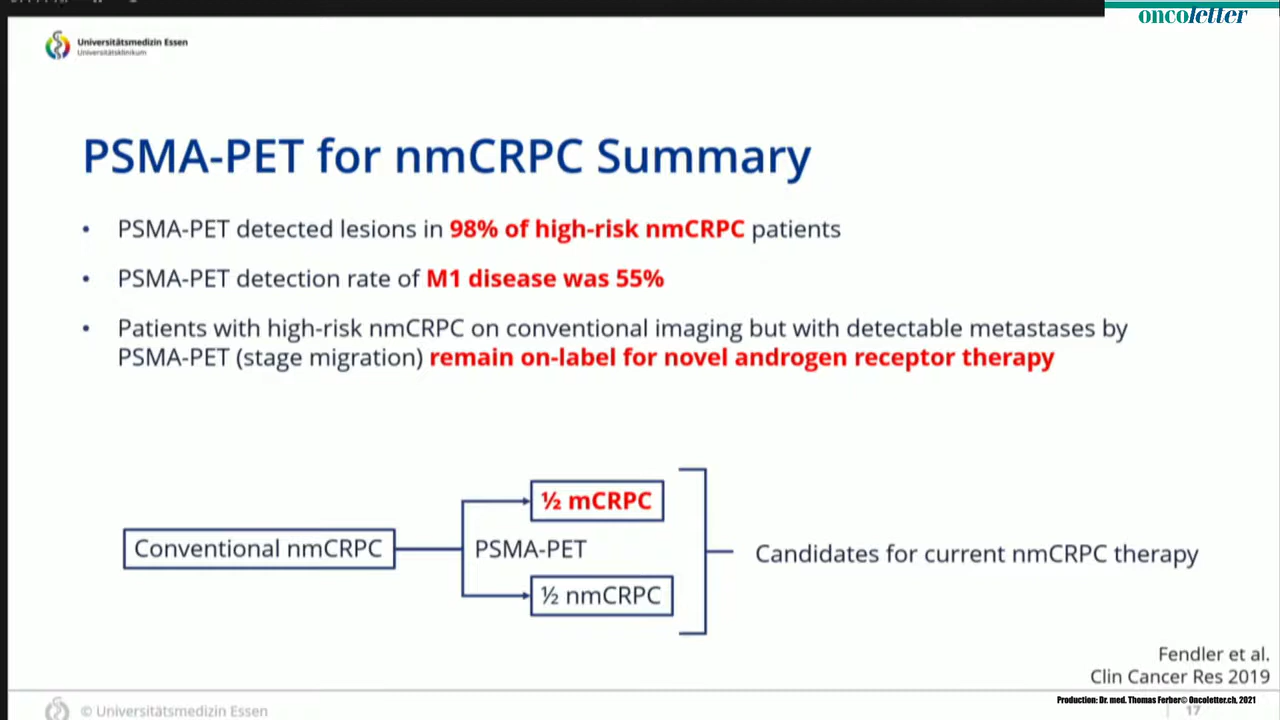 oncoletter
Universitätsmedizin Essen
Universitätsklinikum
PSMA-PET for nmCRPC Summary
• PSMA-PET detected lesions in 98% of high-risk nmCRPC patients
• PSMA-PET detection rate of M1 disease was 55%
• Patients with high-risk nmCRPC on conventional imaging but with detectable metastases by
PSMA-PET (stage migration) remain on-label for novel androgen receptor therapy
½ mCRPC
Conventional nmCRPC
PSMA-PET
Candidates for current nmCRPC therapy
½ nmCRPC
Fendler et al.
Clin Cancer Res 2019
Production: Dr. med. Thomas Ferber© Oncoletter.ch, 2021
© Universitätsmedizin Essen
17